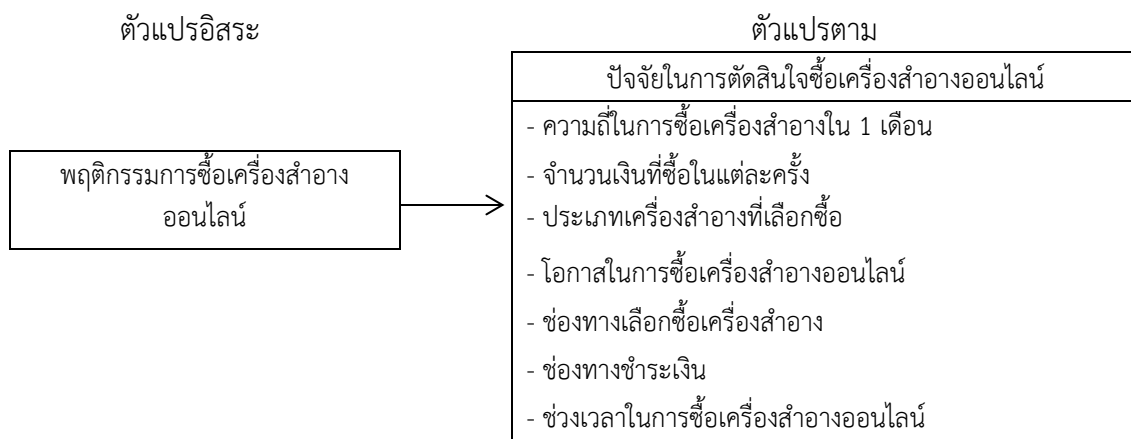 ตัวแปรอิสระ
ตัวแปรตาม
พฤติกรรมการซื้อเครื่องสำอาง
ออนไลน์
ปัจจัยในการตัดสินใจซื้อเครื่องสำอางออนไลน์
- ความถี่ในการซื้อเครื่องสำอางใน 1 เดือน
- จำนวนเงินที่ซื้อในแต่ละครั้ง
- ประเภทเครื่องสำอางที่เลือกซื้อ
- โอกาสในการซื้อเครื่องสำอางออนไลน์
- ช่องทางเลือกซื้อเครื่องสำอาง
- ช่องทางชำระเงิน
- ช่วงเวลาในการซื้อเครื่องสำอางออนไลน์